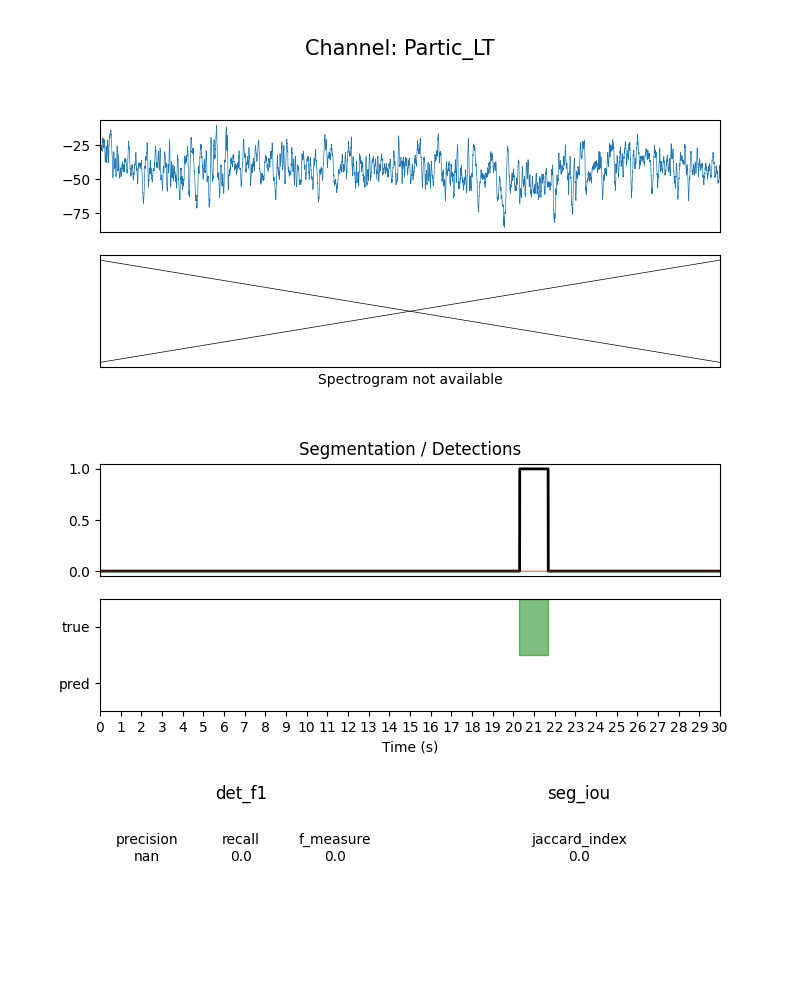 Channel: Partic_LT
−25
−50
−75
Spectrogram not available
Segmentation / Detections
1.0
0.5
0.0
true
pred
0 1 2 3 4 5 6 7 8 9 10 11 12 13 14 15 16 17 18 19 20 21 22 23 24 25 26 27 28 29 30
Time (s)
det_f1 seg_iou
precision recall f_measure jaccard_index
nan 0.0 0.0 0.0